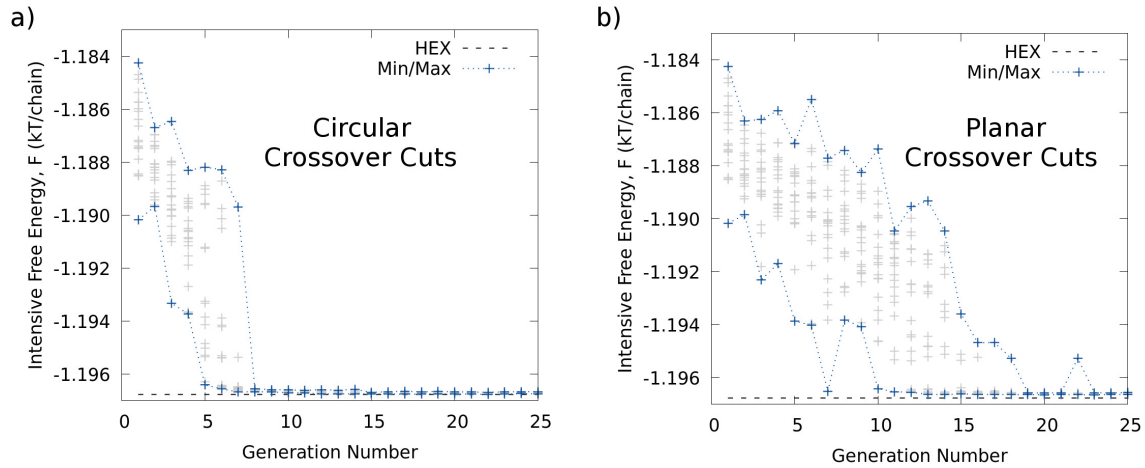 a)
HEX
Min/Max
Circular
Crossover Cuts
Intensive Free Energy, F (kT/chain)
-1.184
-1.186
-1.188
-1.190
-1.192
-1.194
-1.196
0 5 10 15 20 25
Generation Number
b)
HEX
Min/Max
Planar
Crossover Cuts
Intensive Free Energy, F (kT/chain)
-1.184
-1.186
-1.188
-1.190
-1.192
-1.194
-1.196
0 5 10 15 20 25
Generation Number